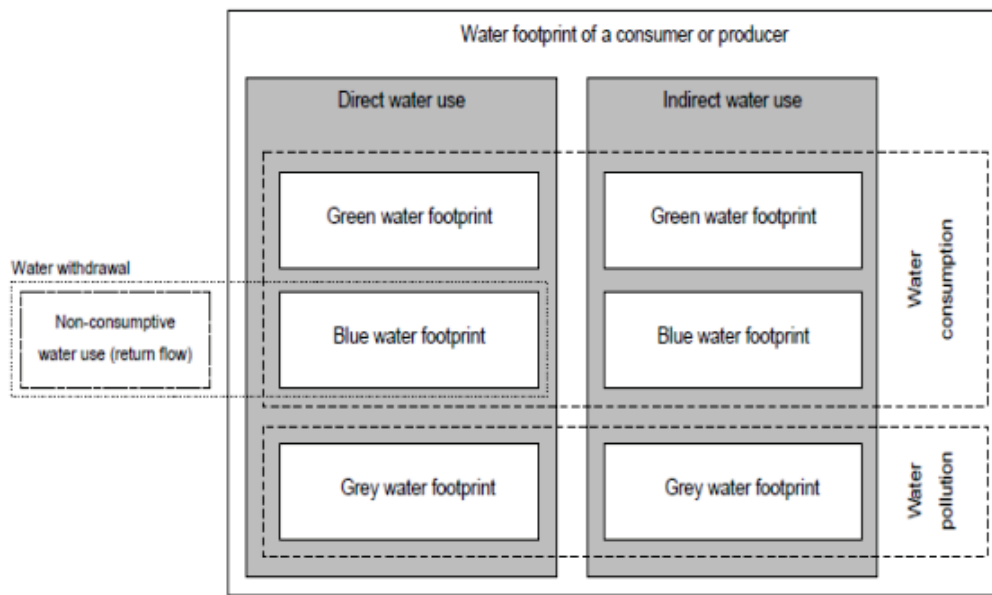 Water footprint of a consumer or producer
Direct water use
Indirect water use
Green water footprint
Green water footprint
Water
consumption
Water withdrawal
Non-consumptive
water use (return flow)
Blue water footprint
Blue water footprint
Grey water footprint
Grey water footprint
Water
pollution